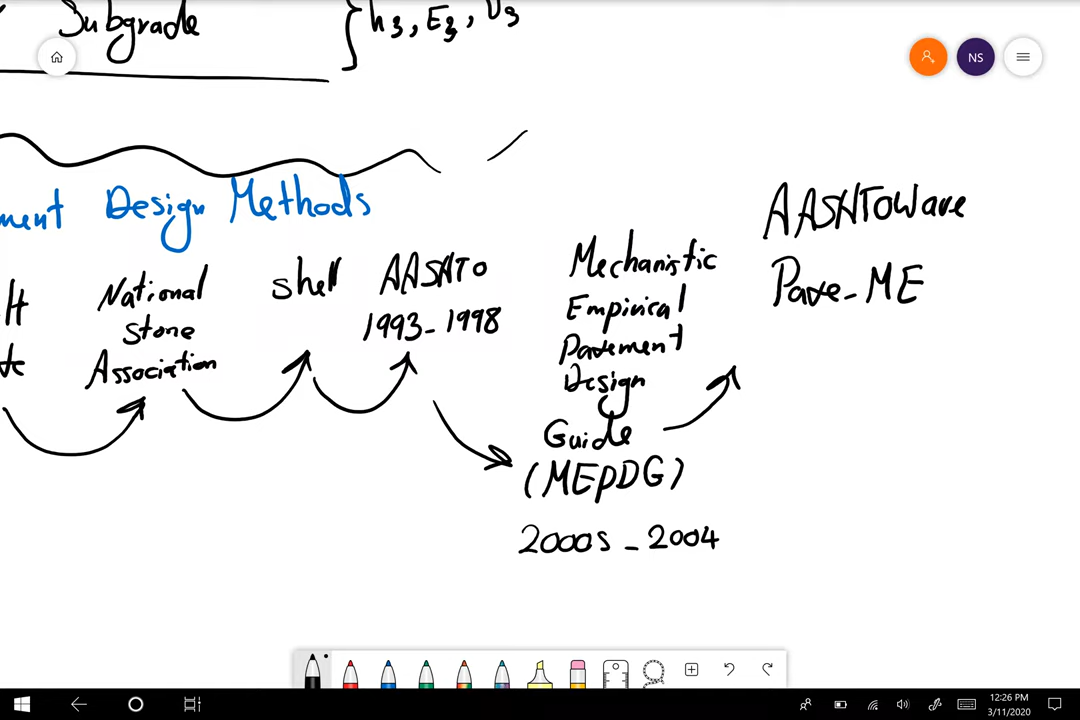 Subgrade
h3, E3, υ3
NS
ment Design Methods
National
Stone
Association
Shell
AASHTO
1993-1998
Mechanistic
Empirical
Pavement
Design
Guide
(MEPDG)
2000s - 2004
AASHTOWare
Pave-ME
12:26 PM
3/11/2020